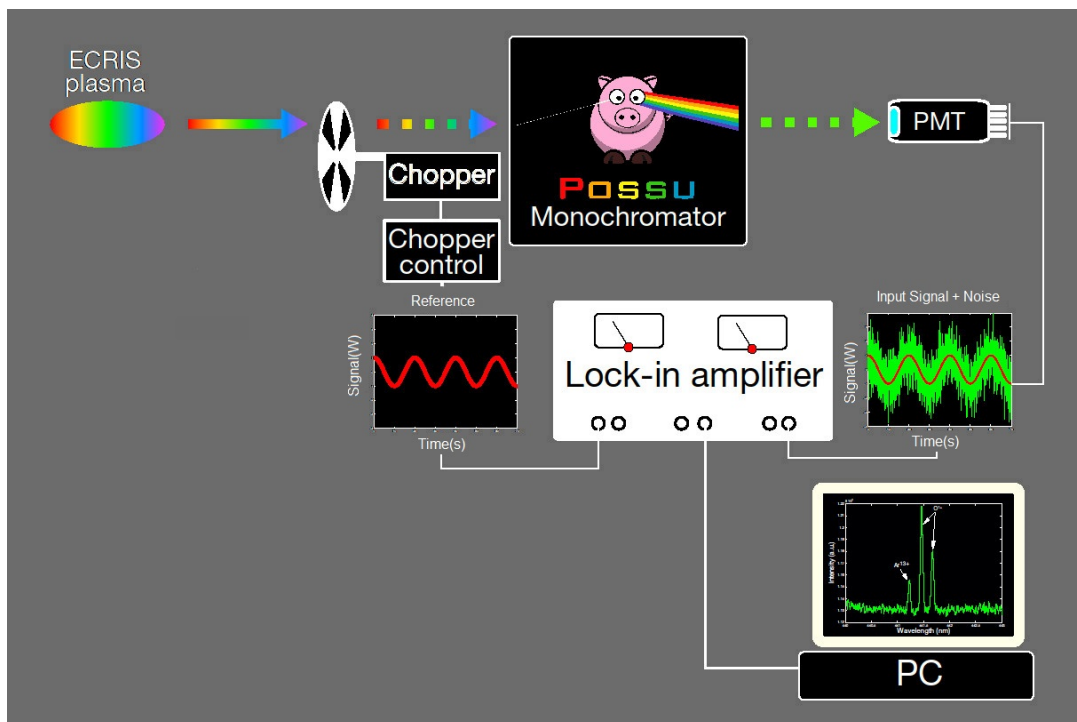 ECRIS
plasma
Chopper
Chopper
control
Possu
Monochromator
PMT
Reference
Signal(W)
Time(s)
Lock-in amplifier
Input Signal + Noise
Signal(W)
Time(s)
Intensity (a.u.)
Ar13+
Wavelength (nm)
PC